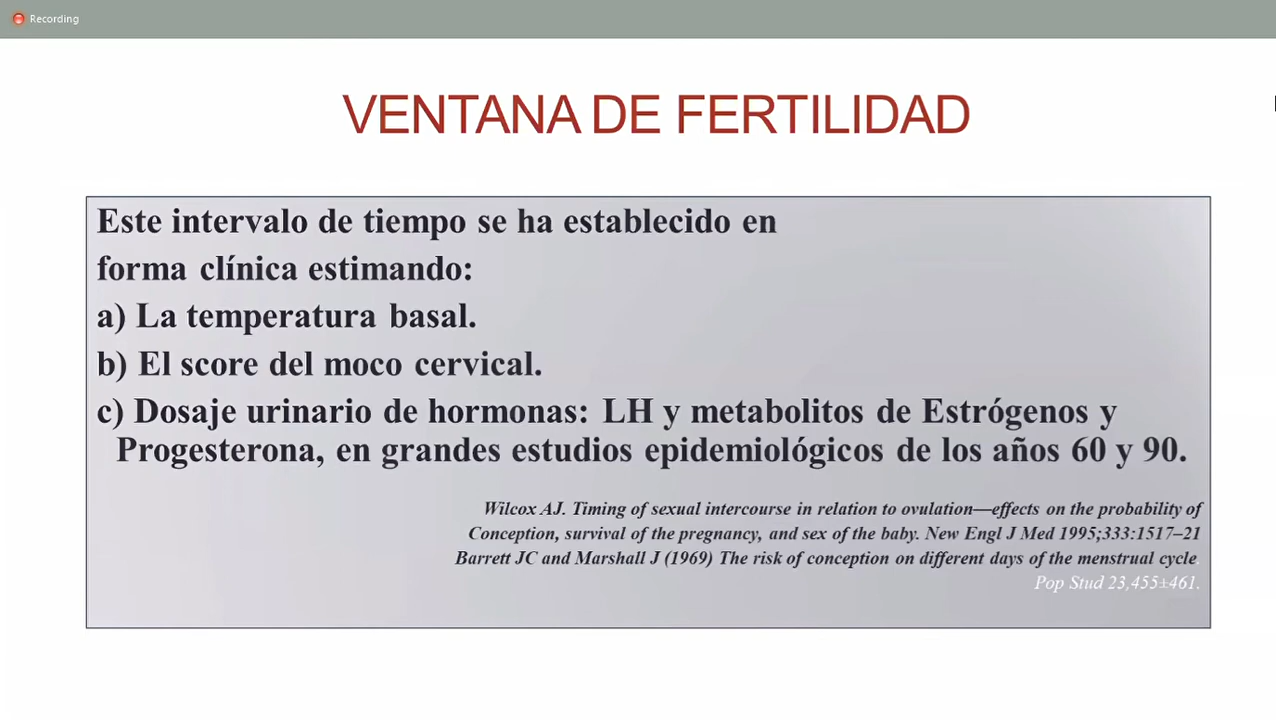 Recording
VENTANA DE FERTILIDAD
Este intervalo de tiempo se ha establecido en
forma clínica estimando:
a) La temperatura basal.
b) El score del moco cervical.
c) Dosaje urinario de hormonas: LH y metabolitos de Estrógenos y
Progesterona, en grandes estudios epidemiológicos de los años 60 y 90.
Wilcox AJ. Timing of sexual intercourse in relation to ovulation—effects on the probability of
Conception, survival of the pregnancy, and sex of the baby. New Engl J Med 1995;333:1517–21
Barrett JC and Marshall J (1969) The risk of conception on different days of the menstrual cycle.
Pop Stud 23,455±461.